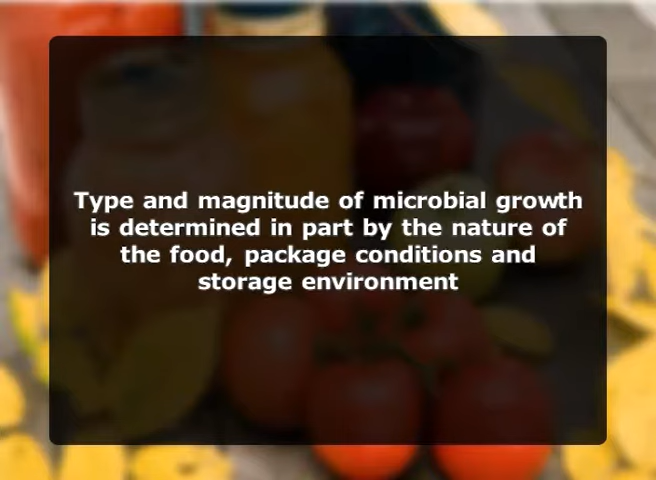 Type and magnitude of microbial growth
is determined in part by the nature of
the food, package conditions and
storage environment